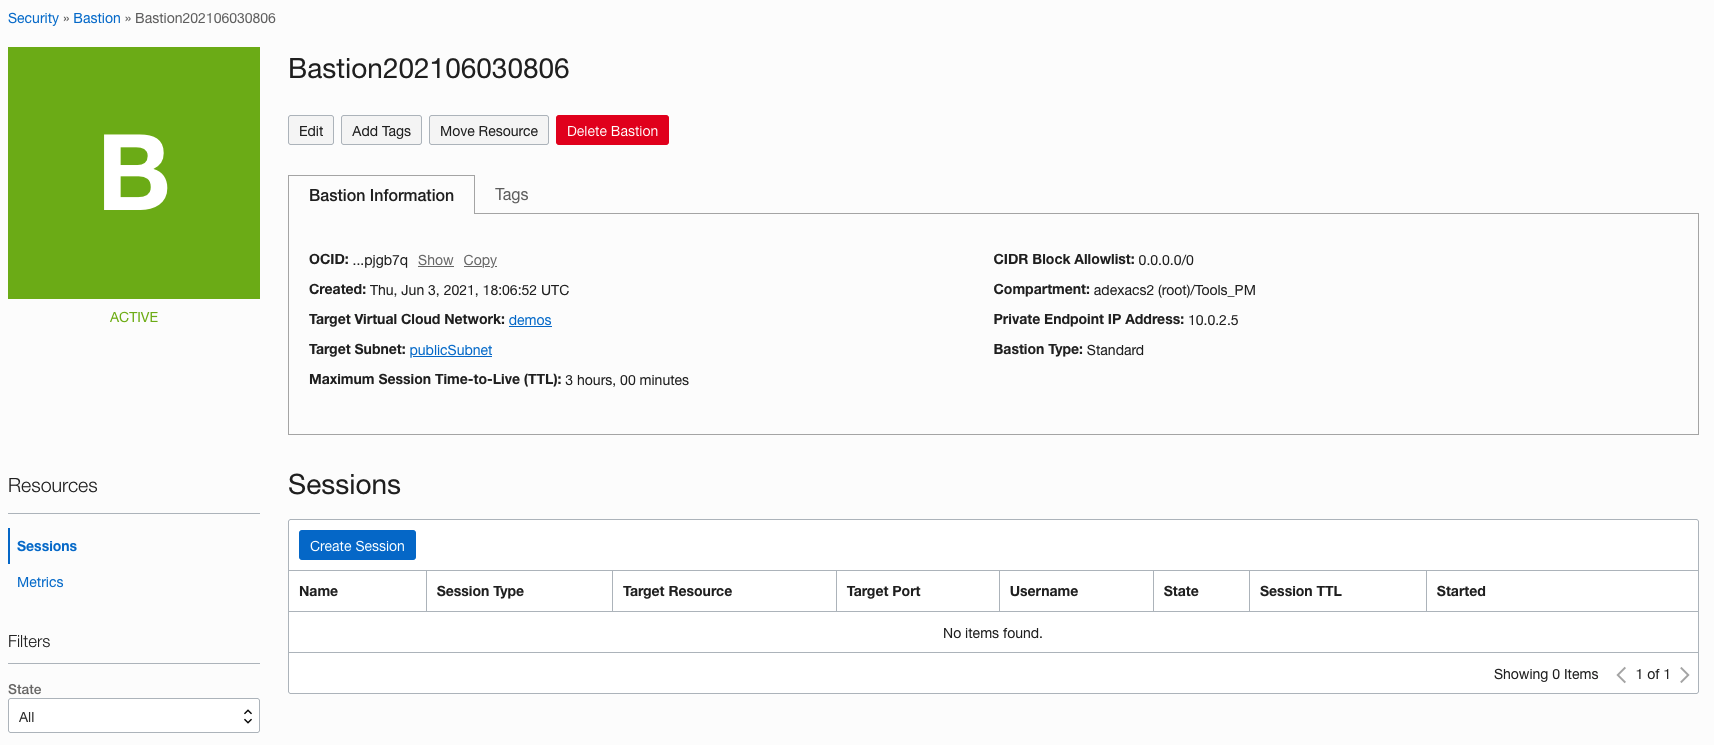 Security » Bastion » Bastion202106030806
B
ACTIVE
Bastion202106030806
Edit Add Tags Move Resource Delete Bastion
Bastion Information Tags
OCID: ...pjgb7q Show Copy
Created: Thu, Jun 3, 2021, 18:06:52 UTC
Target Virtual Cloud Network: demos
Target Subnet: publicSubnet
Maximum Session Time-to-Live (TTL): 3 hours, 00 minutes
CIDR Block Allowlist: 0.0.0.0/0
Compartment: adexacs2 (root)/Tools_PM
Private Endpoint IP Address: 10.0.2.5
Bastion Type: Standard
Resources
Sessions
Metrics
Filters
State
All
Sessions
Create Session
Name Session Type Target Resource Target Port Username State Session TTL Started
No items found.
Showing 0 Items 1 of 1